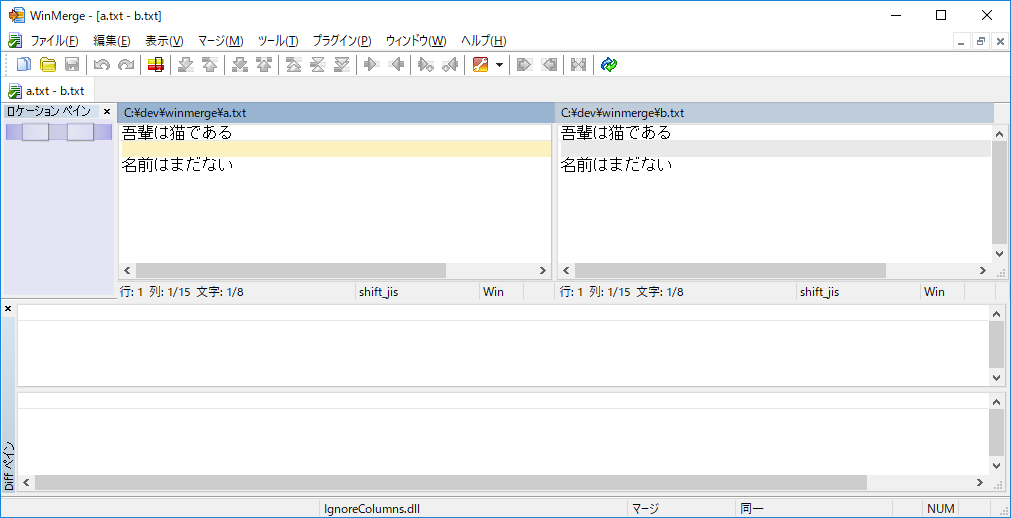 WinMerge - [a.txt - b.txt]
ファイル(F) 編集(E) 表示(V) マージ(M) ツール(T) プラグイン(P) ウィンドウ(W) ヘルプ(H)
a.txt - b.txt
ロケーション ペイン
C:¥dev¥winmerge¥a.txt
C:¥dev¥winmerge¥b.txt
吾輩は猫である
名前はまだない
吾輩は猫である
名前はまだない
行: 1 列: 1/15 文字: 1/8 shift_jis Win
行: 1 列: 1/15 文字: 1/8 shift_jis Win
Diff ペイン
IgnoreColumns.dll マージ 同一 NUM